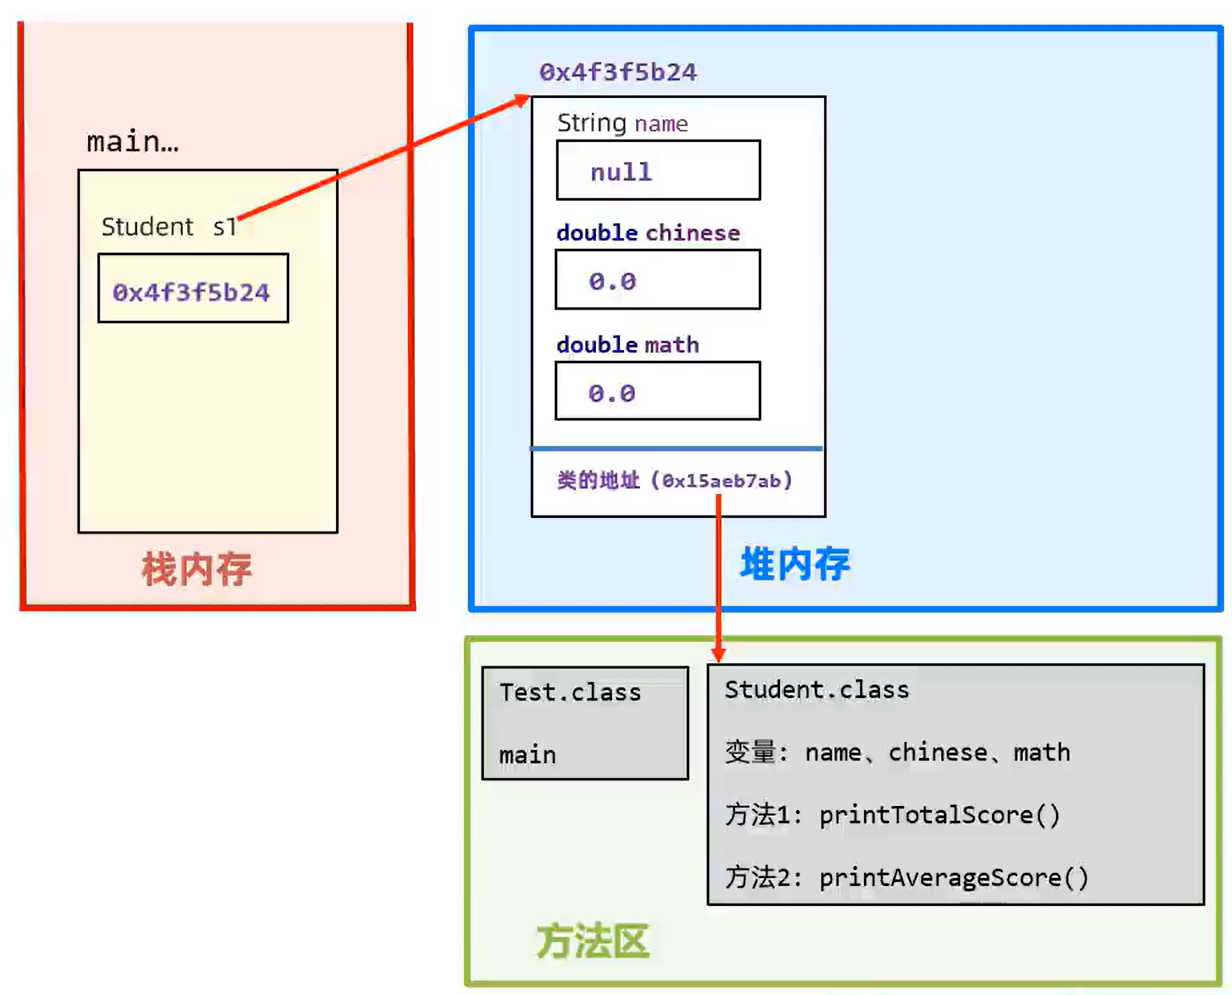 main…
Student s1
0x4f3f5b24
栈内存
0x4f3f5b24
String name
null
double chinese
0.0
double math
0.0
类的地址（0x15aeb7ab）
堆内存
Test.class
main
Student.class
变量: name、chinese、math
方法1: printTotalScore()
方法2: printAverageScore()
方法区